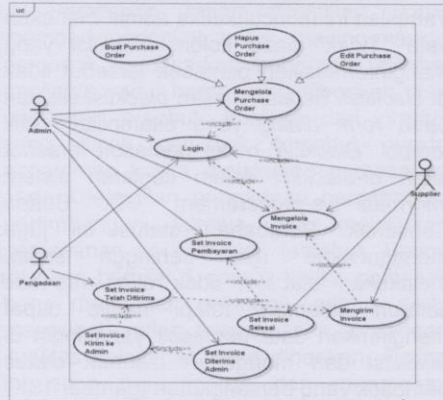 uc
Buat Purchase
Order
Hapus
Purchase
Order
Edit Purchase
Order
Mengelola
Purchase
Order
Admin
Login
Supplier
Mengelola
Invoice
Set Invoice
Pembayaran
Pengadaan
Set Invoice
Telah Diterima
Set Invoice
Selesai
Mengirim
Invoice
Set Invoice
Kirim ke
Admin
Set Invoice
Diterima
Admin